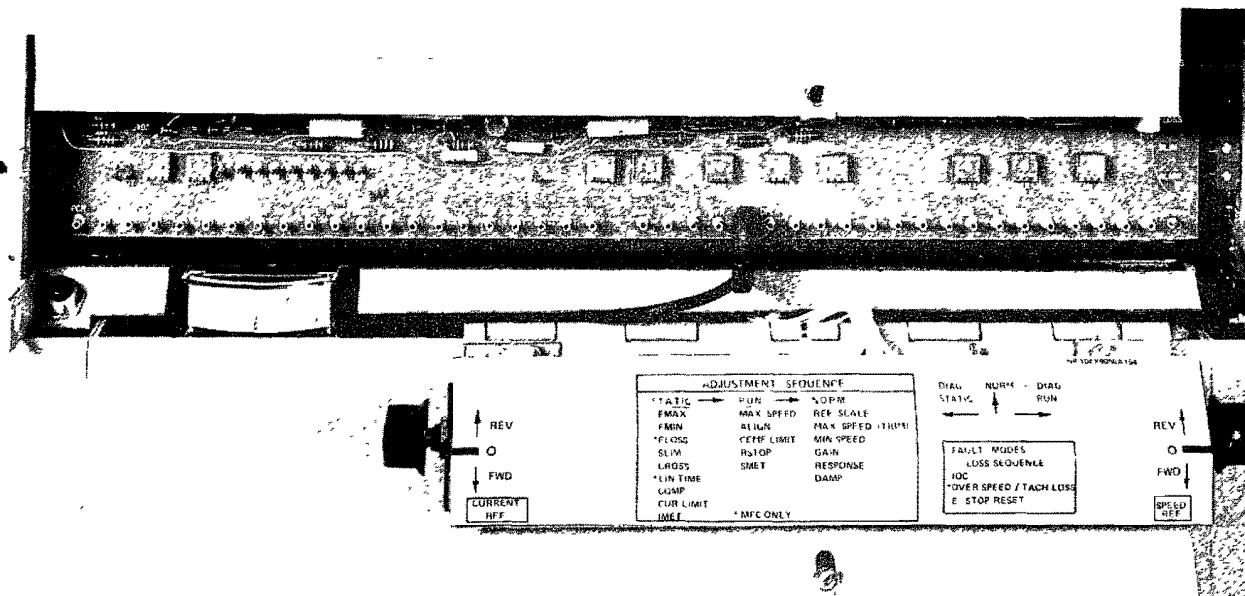 ADJUSTMENT SEQUENCE
STATIC → RUN → NORM
FMAX MAX SPEED REF SCALE
FMIN ALIGN MAX SPEED (TRIM)
*FLOSS CEMF LIMIT MIN SPEED
SLIM RSTOP GAIN
CROSS SMET RESPONSE
*LIN TIME DAMP
COMP
CUR LIMIT
IMET *MFC ONLY
DIAG NORM DIAG
STATIC RUN
REV
FWD
CURRENT
REF
FAULT MODES
LOSS SEQUENCE
IOC
*OVER SPEED / TACH LOSS
E STOP RESET
REV
FWD
SPEED
REF